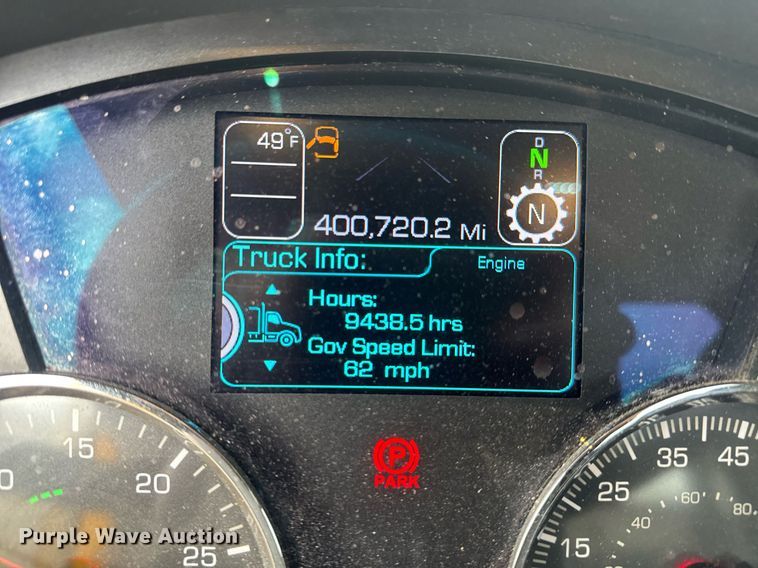 49°F
D
N
R
N
400,720.2 Mi
Truck Info:
Engine
Hours:
9438.5 hrs
Gov Speed Limit:
62 mph
P
PARK
15
20
25
15
25
35
45
40
60
80
Purple Wave Auction